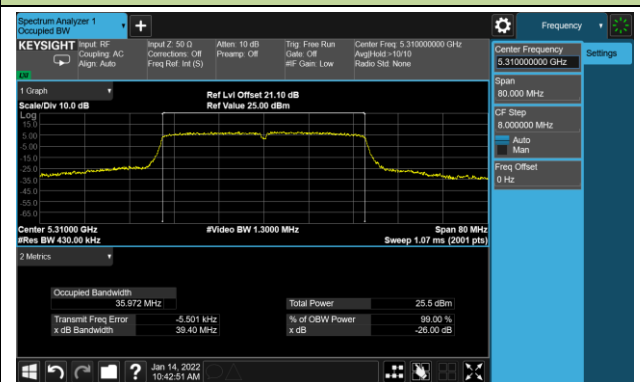 Spectrum Analyzer 1
Occupied BW
Frequency
KEYSIGHT
Input: RF
Coupling: AC
Align: Auto
Input Z: 50 Ω
Corrections: Off
Freq Ref: Int (S)
Atten: 10 dB
Preamp: Off
Trig: Free Run
Gate: Off
#IF Gain: Low
Center Freq: 5.310000000 GHz
Avg|Hold:>10/10
Radio Std: None
Center Frequency
5.310000000 GHz
Settings
Span
80.000 MHz
CF Step
8.000000 MHz
Auto
Man
Freq Offset
0 Hz
1 Graph
Scale/Div 10.0 dB
Ref Lvl Offset 21.10 dB
Ref Value 25.00 dBm
Log
15.0
5.00
-5.00
-15.0
-25.0
-35.0
-45.0
-55.0
-65.0
Center 5.31000 GHz
#Res BW 430.00 kHz
#Video BW 1.3000 MHz
Span 80 MHz
Sweep 1.07 ms (2001 pts)
2 Metrics
Occupied Bandwidth
35.972 MHz
Total Power 25.5 dBm
Transmit Freq Error -5.501 kHz
% of OBW Power 99.00 %
x dB Bandwidth 39.40 MHz
x dB -26.00 dB
Jan 14, 2022
10:42:51 AM